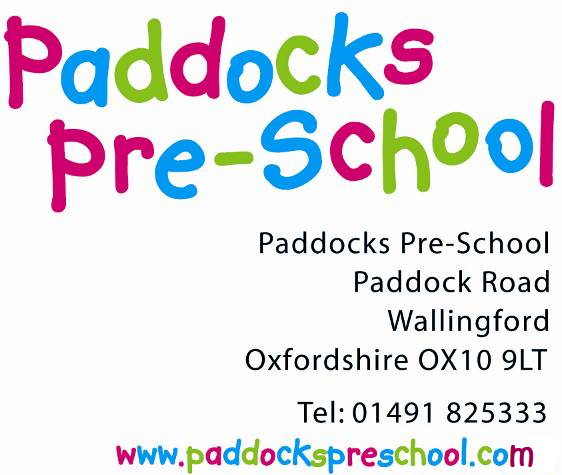 Paddocks
Pre-School
Paddocks Pre-School
Paddock Road
Wallingford
Oxfordshire OX10 9LT
Tel: 01491 825333
www.paddockspreschool.com